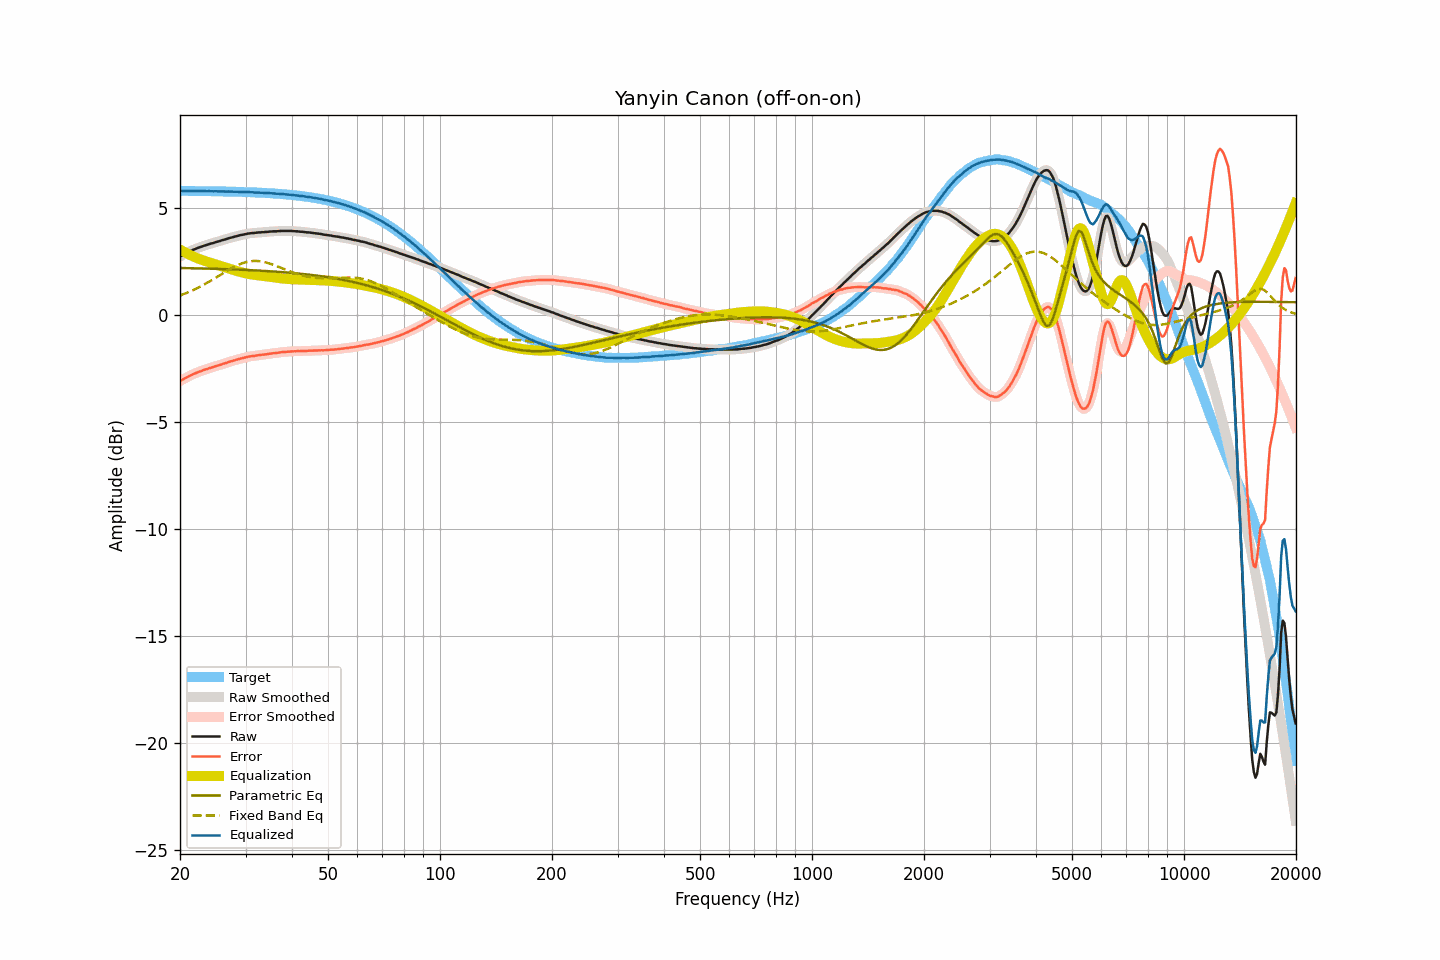 Yanyin Canon (off-on-on)
Amplitude (dBr)
5
0
−5
−10
−15
−20
−25
Target
Raw Smoothed
Error Smoothed
Raw
Error
Equalization
Parametric Eq
Fixed Band Eq
Equalized
20 50 100 200 500 1000 2000 5000 10000 20000
Frequency (Hz)